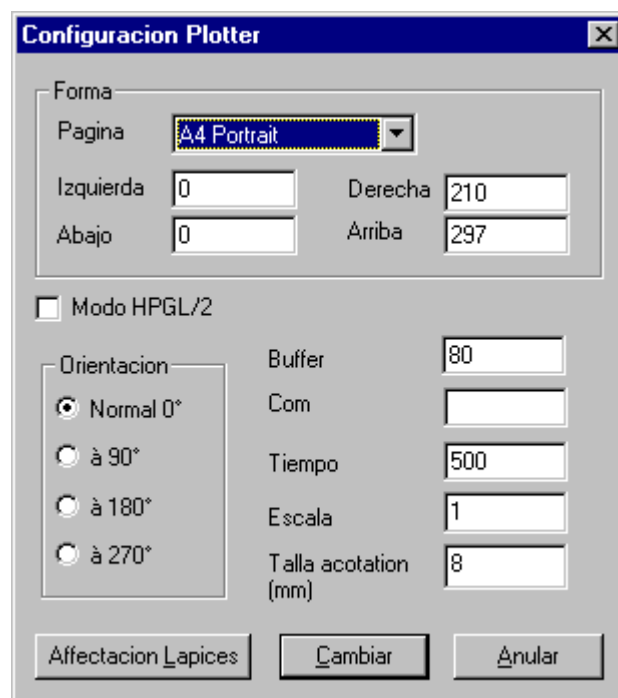 Configuracion Plotter
Forma
Pagina A4 Portrait
Izquierda 0 Derecha 210
Abajo 0 Arriba 297
Modo HPGL/2
Orientacion
Normal 0°
à 90°
à 180°
à 270°
Buffer 80
Com
Tiempo 500
Escala 1
Talla acotation 8
(mm)
Affectacion Lapices Cambiar Anular